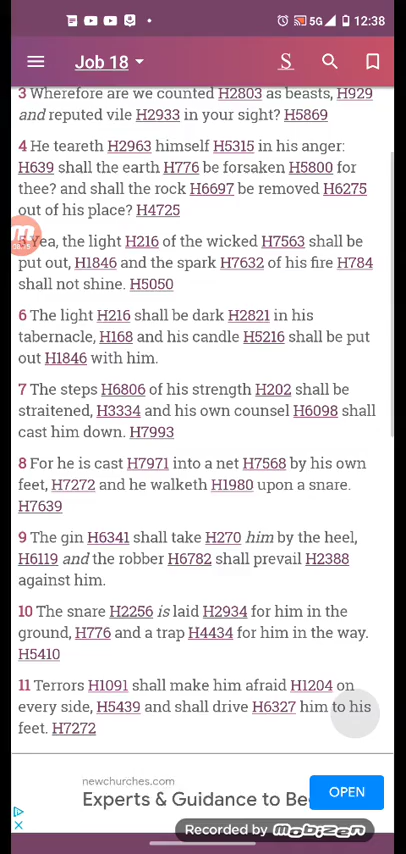 5G 12:38
Job 18 S
3 Wherefore are we counted H2803 as beasts, H929
and reputed vile H2933 in your sight? H5869
4 He teareth H2963 himself H5315 in his anger:
H639 shall the earth H776 be forsaken H5800 for
thee? and shall the rock H6697 be removed H6275
out of his place? H4725
5 Yea, the light H216 of the wicked H7563 shall be
put out, H1846 and the spark H7632 of his fire H784
shall not shine. H5050
6 The light H216 shall be dark H2821 in his
tabernacle, H168 and his candle H5216 shall be put
out H1846 with him.
7 The steps H6806 of his strength H202 shall be
straitened, H3334 and his own counsel H6098 shall
cast him down. H7993
8 For he is cast H7971 into a net H7568 by his own
feet, H7272 and he walketh H1980 upon a snare.
H7639
9 The gin H6341 shall take H270 him by the heel,
H6119 and the robber H6782 shall prevail H2388
against him.
10 The snare H2256 is laid H2934 for him in the
ground, H776 and a trap H4434 for him in the way.
H5410
11 Terrors H1091 shall make him afraid H1204 on
every side, H5439 and shall drive H6327 him to his
feet. H7272
newchurches.com
Experts & Guidance to Be
OPEN
Recorded by mobizen